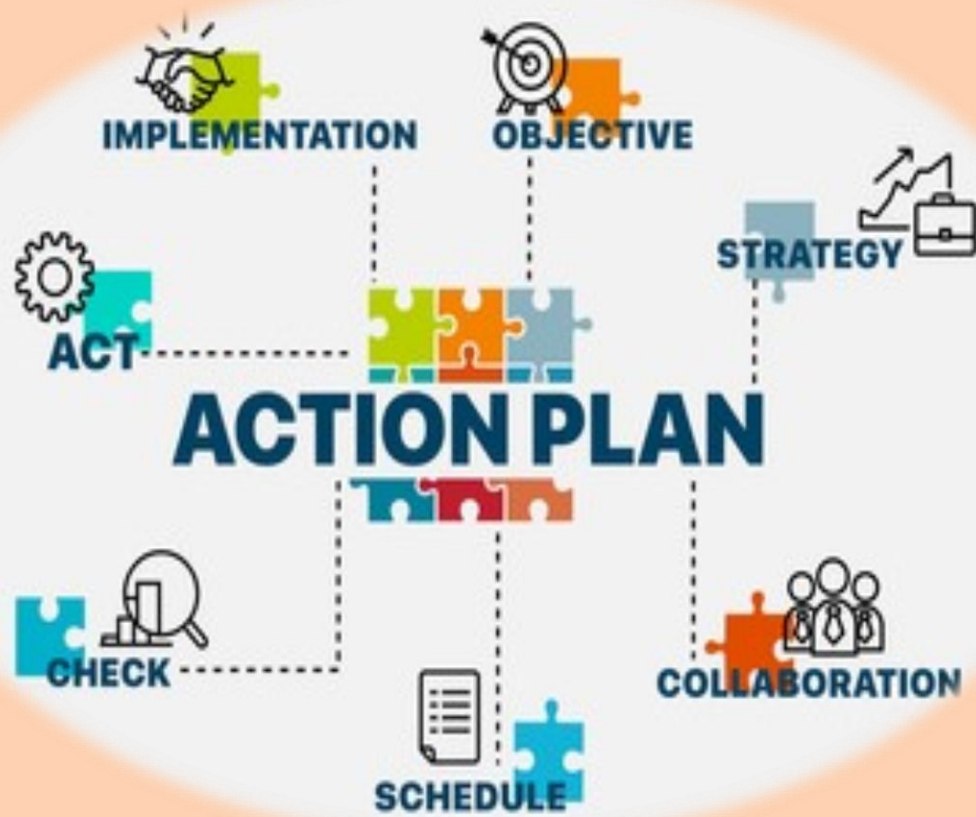 IMPLEMENTATION
OBJECTIVE
STRATEGY
ACT
ACTION PLAN
CHECK
COLLABORATION
SCHEDULE